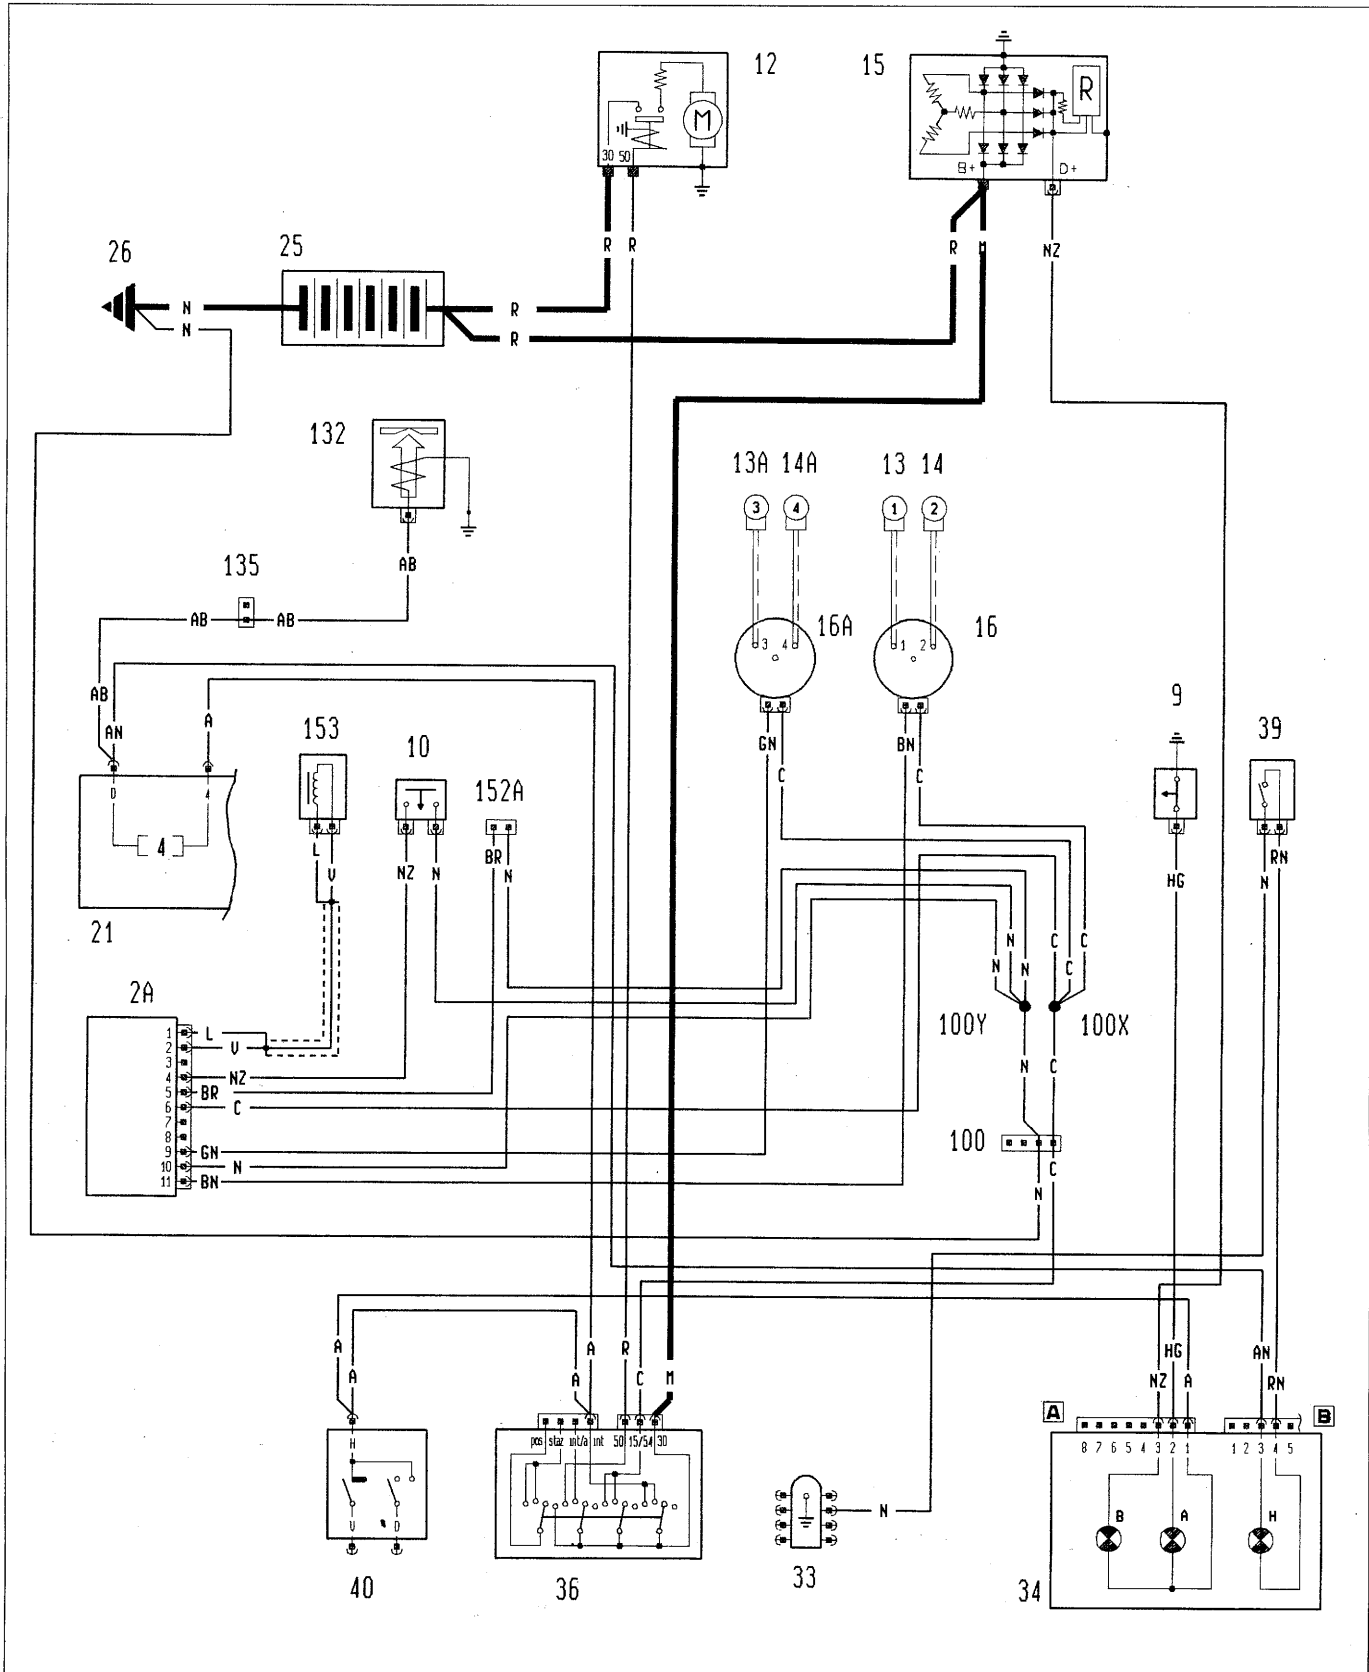 12
15
M
R
30 50
B+
D+
26
25
R
R
R
M
NZ
N
N
R
R
132
13A 14A 13 14
3
4
1
2
135
AB
AB
AB
16A
16
3 4
1 2
AB
AN
A
153
10
152A
9
39
GN
C
BN
C
D
4
4
L
V
NZ
N
BR
N
HG
N
RN
21
N
N
N
C
C
C
2A
100Y
100X
1
L
2
V
3
4
NZ
5
BR
6
C
7
8
9
GN
10
N
11
BN
N
C
100
N
C
A
A
A
A
R
C
M
NZ
HG
A
AN
RN
A
B
H
V
D
pos staz int/a int 50 15/54 30
8 7 6 5 4 3 2 1
1 2 3 4 5
N
B
A
H
40
36
33
34